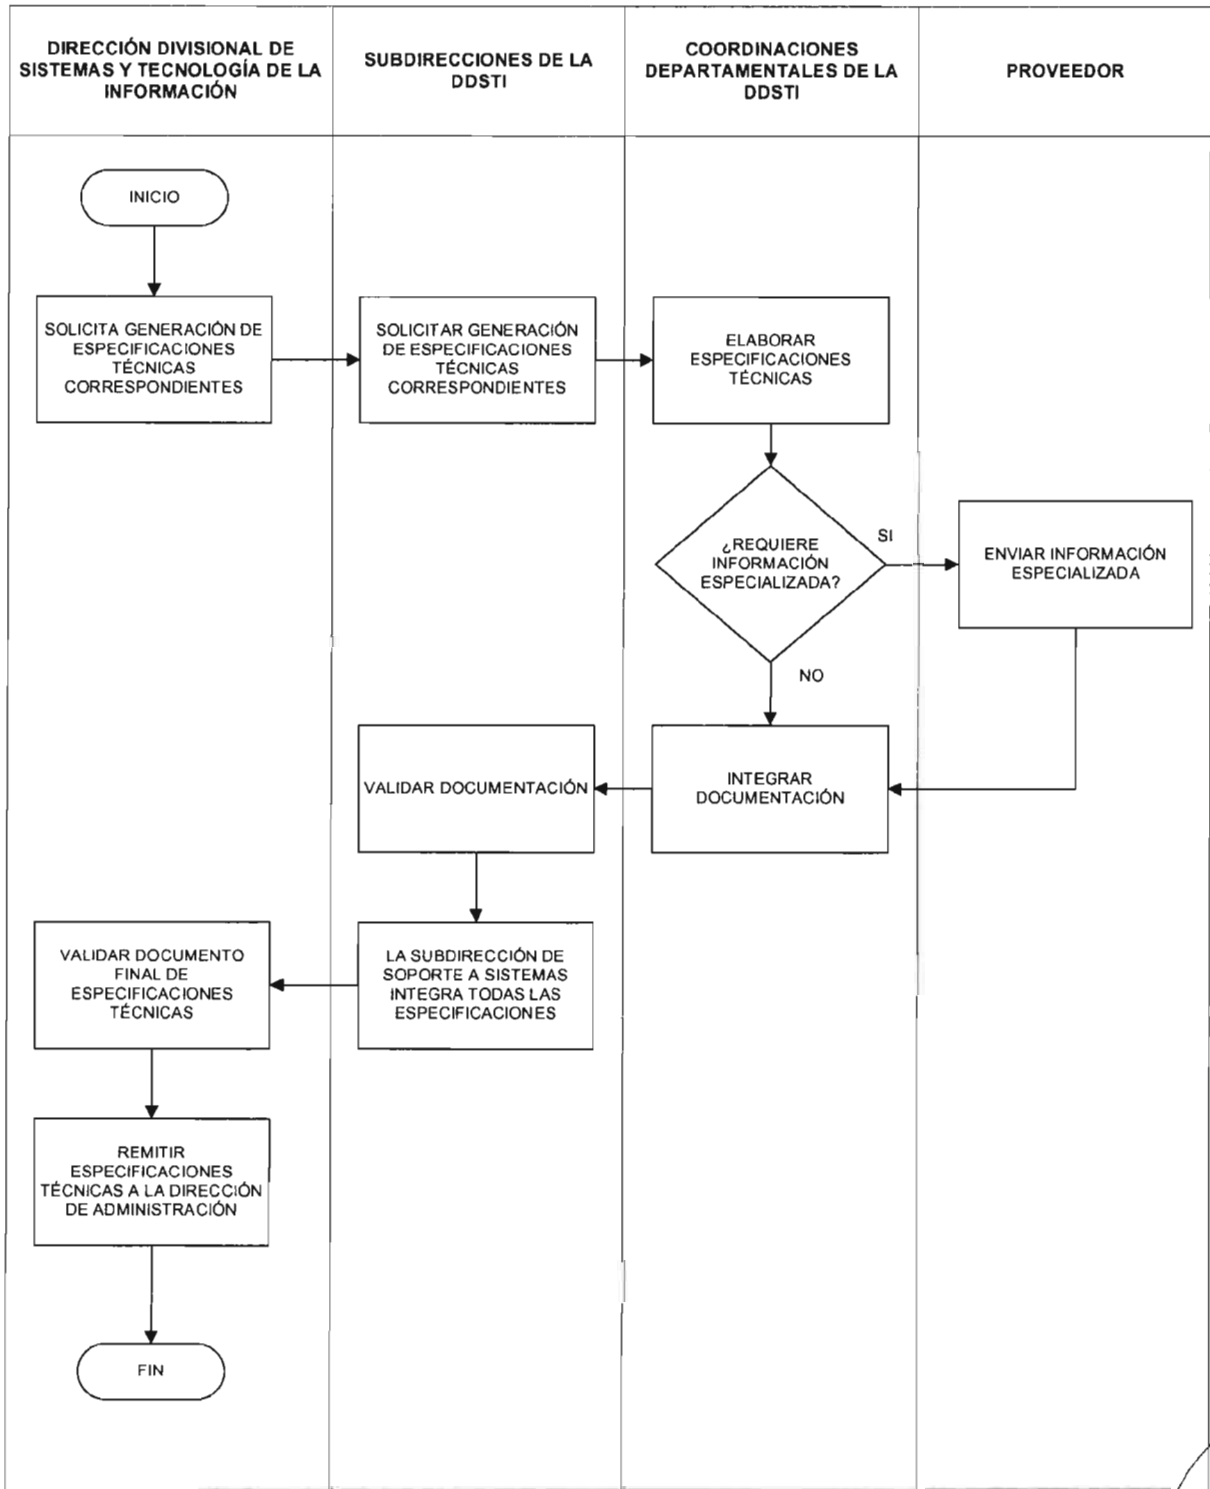 DIRECCIÓN DIVISIONAL DE
SISTEMAS Y TECNOLOGÍA DE LA
INFORMACIÓN
SUBDIRECCIONES DE LA
DDSTI
COORDINACIONES
DEPARTAMENTALES DE LA
DDSTI
PROVEEDOR
INICIO
SOLICITA GENERACIÓN DE
ESPECIFICACIONES
TÉCNICAS
CORRESPONDIENTES
SOLICITAR GENERACIÓN
DE ESPECIFICACIONES
TÉCNICAS
CORRESPONDIENTES
ELABORAR
ESPECIFICACIONES
TÉCNICAS
¿REQUIERE
INFORMACIÓN
ESPECIALIZADA?
SI
ENVIAR INFORMACIÓN
ESPECIALIZADA
NO
VALIDAR DOCUMENTACIÓN
INTEGRAR
DOCUMENTACIÓN
VALIDAR DOCUMENTO
FINAL DE
ESPECIFICACIONES
TÉCNICAS
LA SUBDIRECCIÓN DE
SOPORTE A SISTEMAS
INTEGRA TODAS LAS
ESPECIFICACIONES
REMITIR
ESPECIFICACIONES
TÉCNICAS A LA DIRECCIÓN
DE ADMINISTRACIÓN
FIN